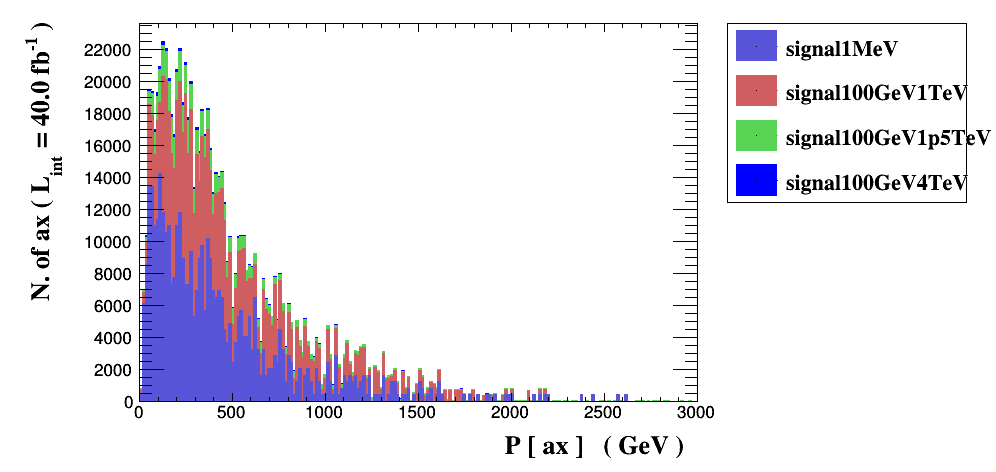 N. of ax ( L_int = 40.0 fb^-1 )
22000
20000
18000
16000
14000
12000
10000
8000
6000
4000
2000
0
0 500 1000 1500 2000 2500 3000
P [ ax ] ( GeV )
signal1MeV
signal100GeV1TeV
signal100GeV1p5TeV
signal100GeV4TeV